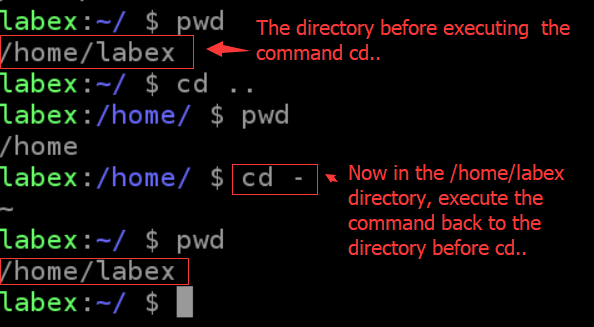 labex:~/ $ pwd
The directory before executing the
/home/labex
command cd..
labex:~/ $ cd ..
labex:/home/ $ pwd
/home
labex:/home/ $ cd -
Now in the /home/labex
directory, execute the
~
command back to the
labex:~/ $ pwd
directory before cd..
/home/labex
labex:~/ $